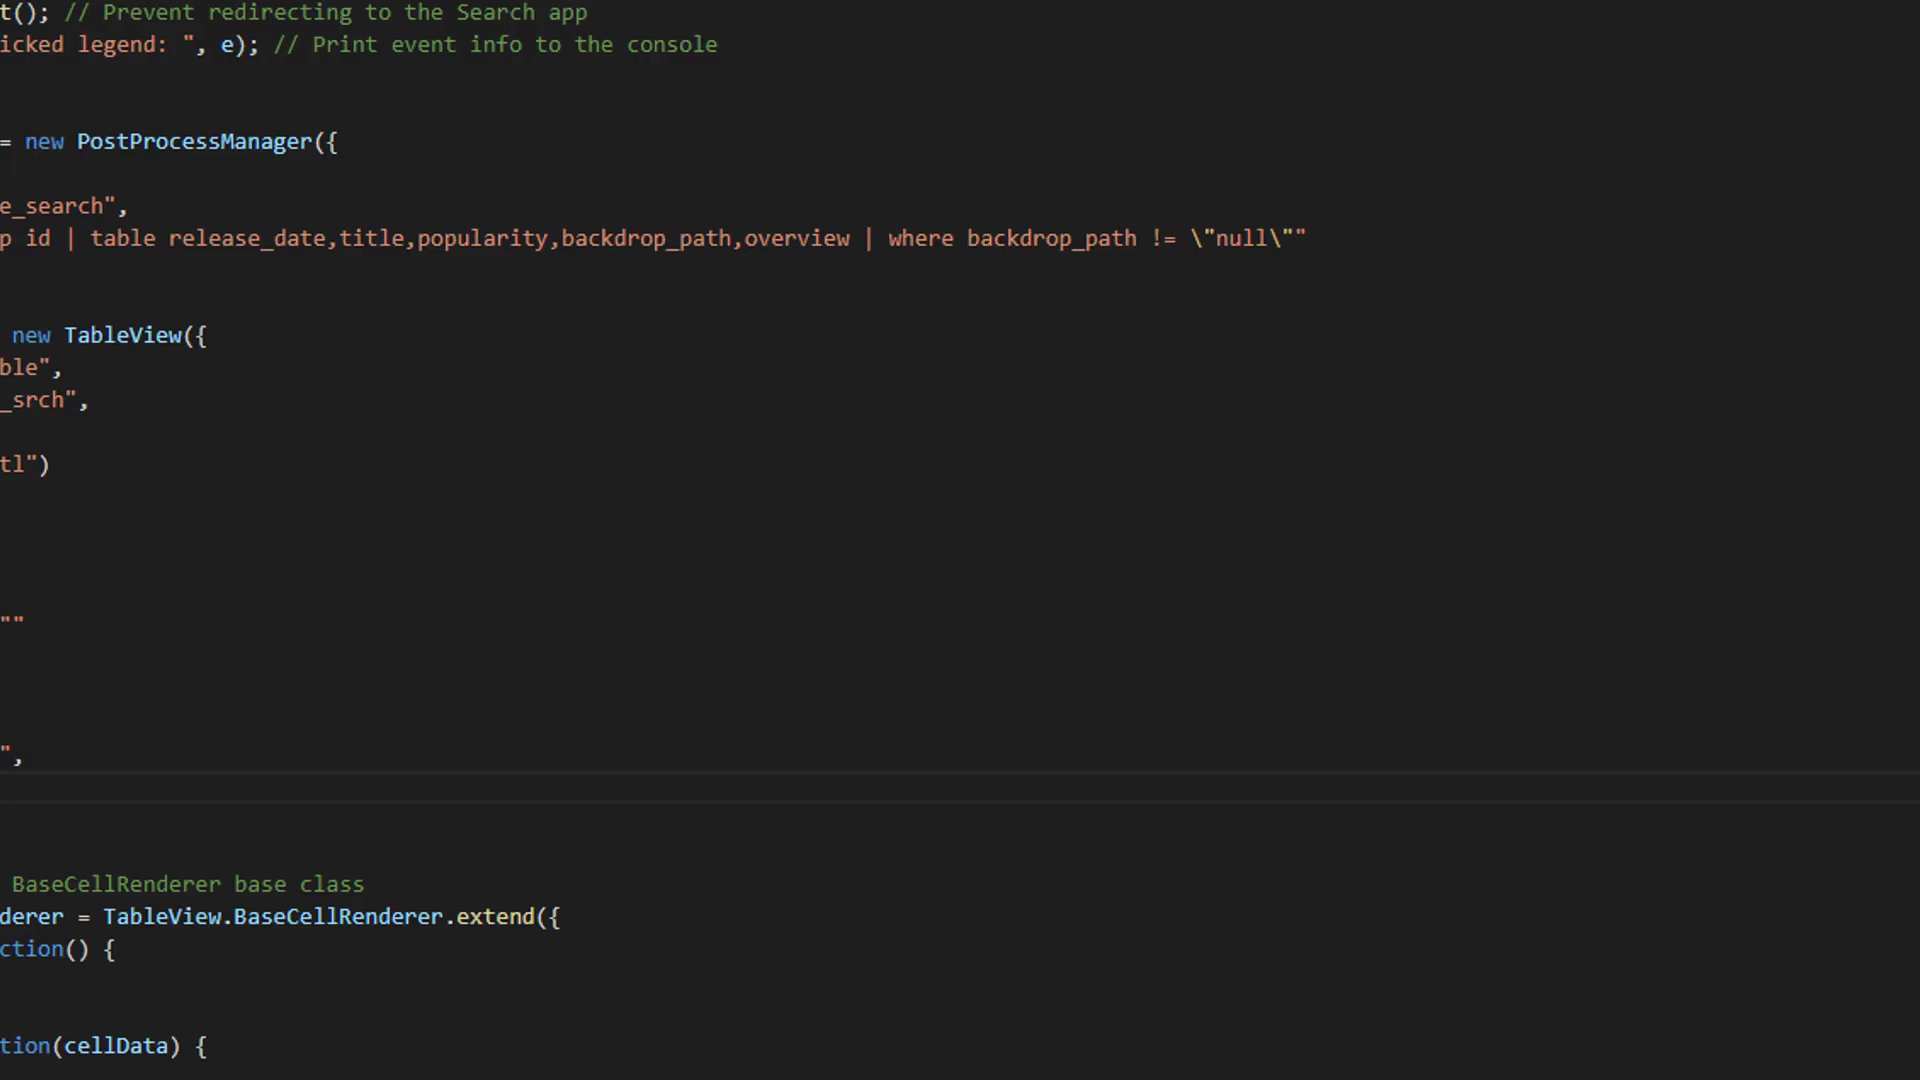 t(); // Prevent redirecting to the Search app
icked legend: ", e); // Print event info to the console
= new PostProcessManager({
e_search",
p id | table release_date,title,popularity,backdrop_path,overview | where backdrop_path != \"null\""
new TableView({
ble",
_srch",
tl")
""
",
BaseCellRenderer base class
derer = TableView.BaseCellRenderer.extend({
ction() {
tion(cellData) {